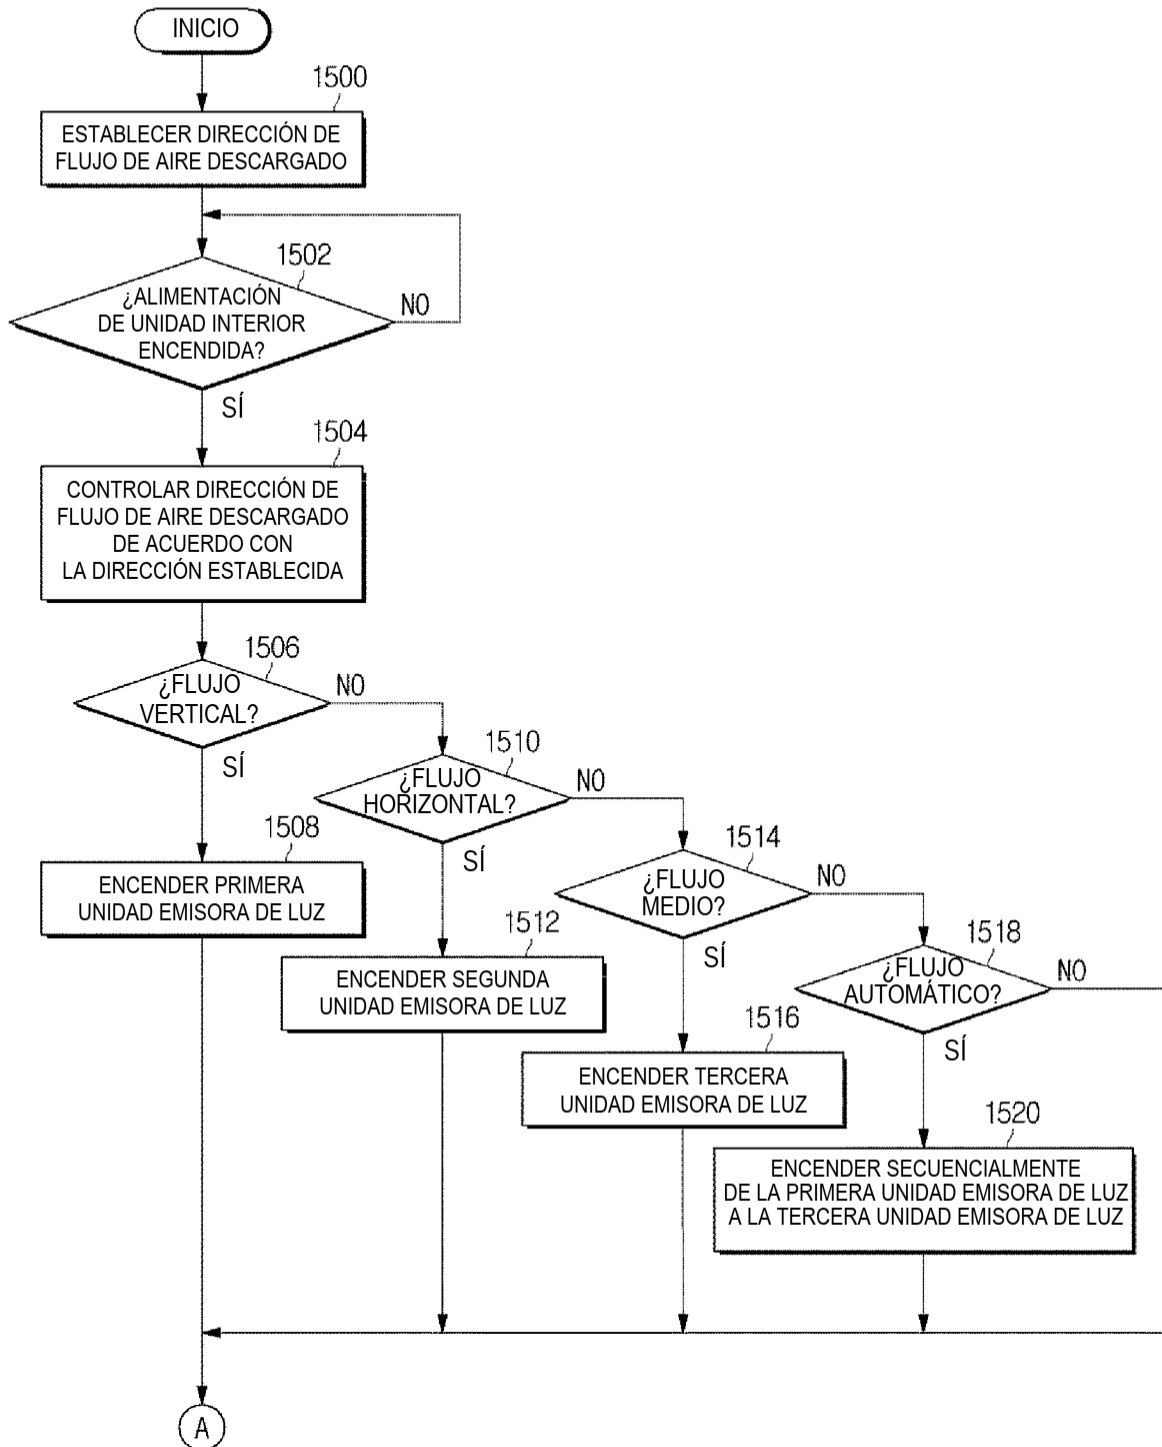 INICIO
1500
ESTABLECER DIRECCIÓN DE
FLUJO DE AIRE DESCARGADO
1502
¿ALIMENTACIÓN
DE UNIDAD INTERIOR
ENCENDIDA?
NO
SÍ
1504
CONTROLAR DIRECCIÓN DE
FLUJO DE AIRE DESCARGADO
DE ACUERDO CON
LA DIRECCIÓN ESTABLECIDA
1506
¿FLUJO
VERTICAL?
NO
SÍ
1508
ENCENDER PRIMERA
UNIDAD EMISORA DE LUZ
1510
¿FLUJO
HORIZONTAL?
NO
SÍ
1512
ENCENDER SEGUNDA
UNIDAD EMISORA DE LUZ
1514
¿FLUJO
MEDIO?
NO
SÍ
1516
ENCENDER TERCERA
UNIDAD EMISORA DE LUZ
1518
¿FLUJO
AUTOMÁTICO?
NO
SÍ
1520
ENCENDER SECUENCIALMENTE
DE LA PRIMERA UNIDAD EMISORA DE LUZ
A LA TERCERA UNIDAD EMISORA DE LUZ
A